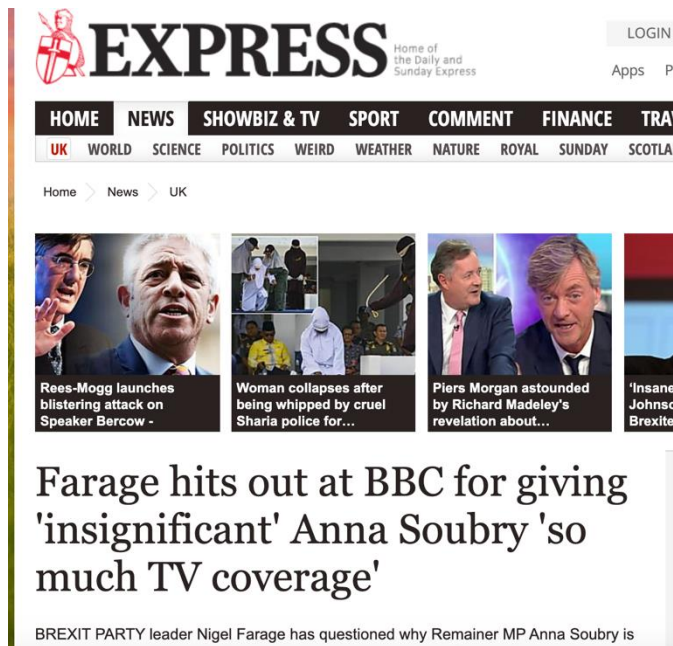 EXPRESS
Home of
the Daily and
Sunday Express
LOGIN
Apps
HOME NEWS SHOWBIZ & TV SPORT COMMENT FINANCE
UK WORLD SCIENCE POLITICS WEIRD WEATHER NATURE ROYAL SUNDAY
Home News UK
Rees-Mogg launches
blistering attack on
Speaker Bercow -
Woman collapses after
being whipped by cruel
Sharia police for...
Piers Morgan astounded
by Richard Madeley's
revelation about...
'Insane
Farage hits out at BBC for giving
'insignificant' Anna Soubry 'so
much TV coverage'
BREXIT PARTY leader Nigel Farage has questioned why Remainer MP Anna Soubry is